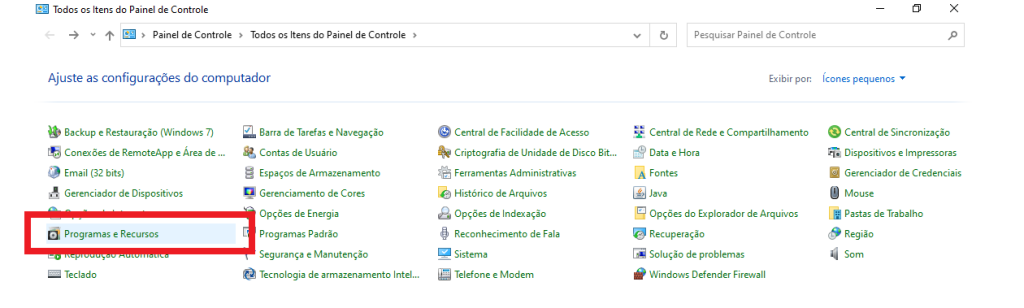 Todos os Itens do Painel de Controle
Painel de Controle > Todos os Itens do Painel de Controle >
Pesquisar Painel de Controle
Ajuste as configurações do computador
Exibir por: Ícones pequenos
Backup e Restauração (Windows 7) Barra de Tarefas e Navegação Central de Facilidade de Acesso Central de Rede e Compartilhamento Central de Sincronização
Conexões de RemoteApp e Área de ... Contas de Usuário Criptografia de Unidade de Disco Bit... Data e Hora Dispositivos e Impressoras
Email (32 bits) Espaços de Armazenamento Ferramentas Administrativas Fontes Gerenciador de Credenciais
Gerenciador de Dispositivos Gerenciamento de Cores Histórico de Arquivos Java Mouse
Opções de Energia Opções de Indexação Opções do Explorador de Arquivos Pastas de Trabalho
Programas e Recursos Programas Padrão Reconhecimento de Fala Recuperação Região
Reprodução Automática Segurança e Manutenção Sistema Solução de problemas Som
Teclado Tecnologia de armazenamento Intel... Telefone e Modem Windows Defender Firewall